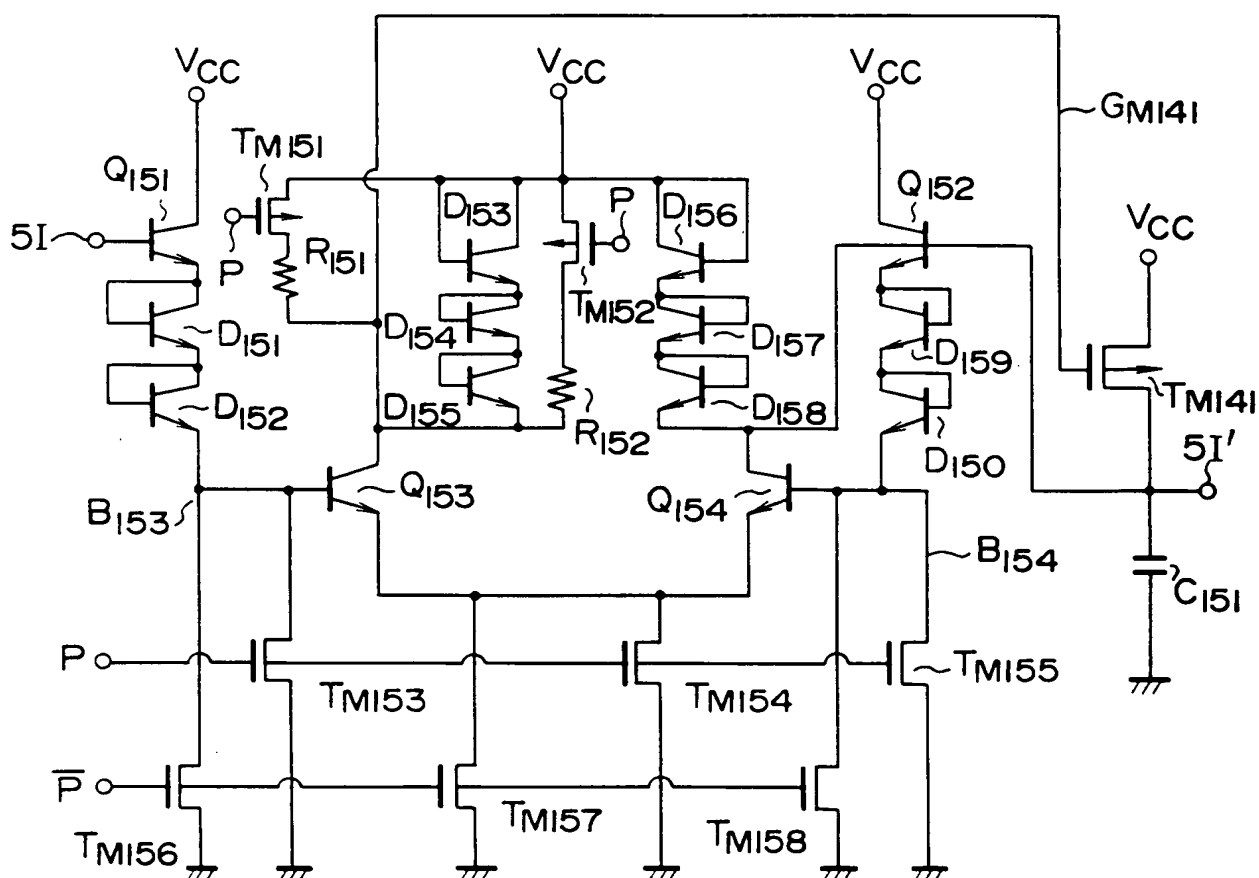 VCC
VCC
VCC
GM141
TM151
Q151
D153
P
D156
Q152
VCC
5I
P
R151
TM152
D151
D154
D157
D159
TM141
D152
D155
R152
D158
D150
5I'
Q153
Q154
B153
B154
C151
P
TM153
TM154
TM155
P̅
TM156
TM157
TM158